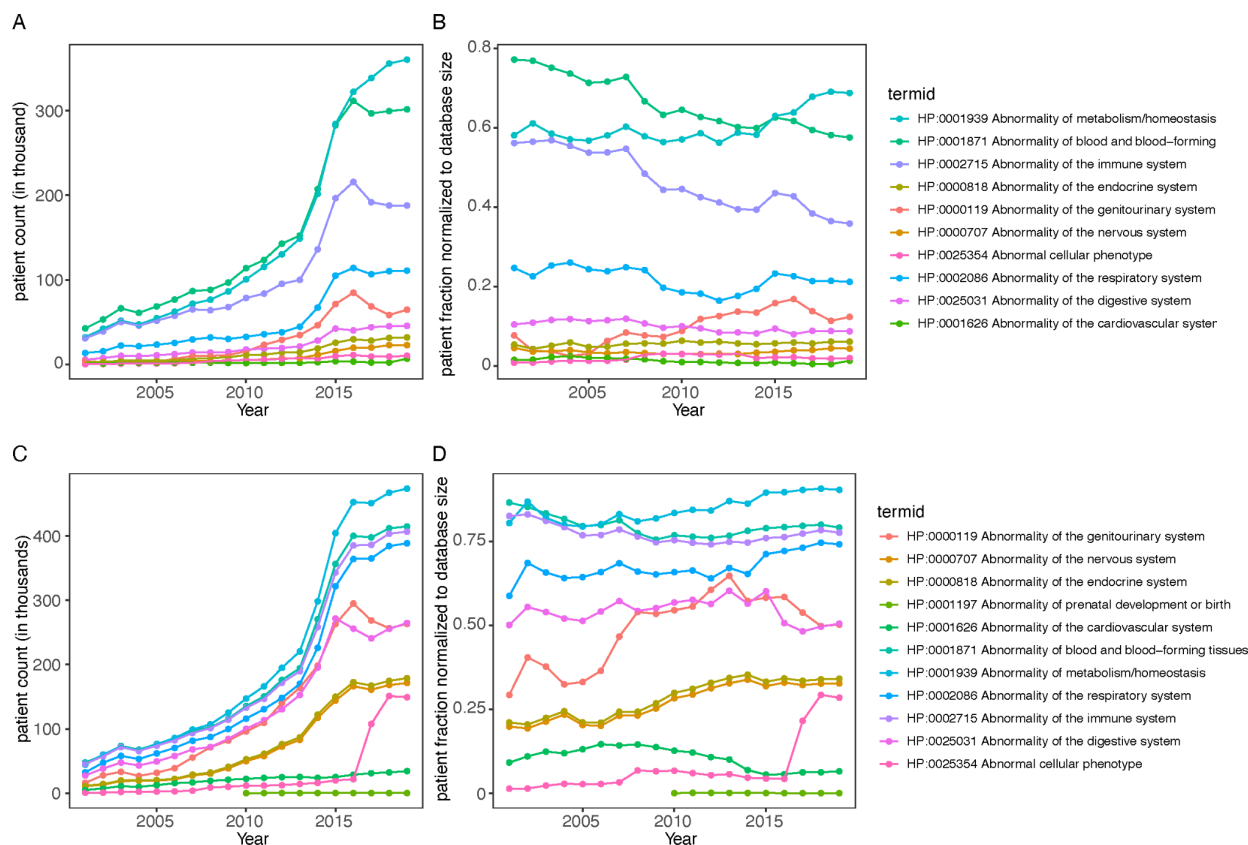 A
B
patient count (in thousand)
300
200
100
0
2005
2010
2015
Year
patient fraction normalized to database size
0.8
0.6
0.4
0.2
0
2005
2010
2015
Year
termid
HP:0001939 Abnormality of metabolism/homeostasis
HP:0001871 Abnormality of blood and blood−forming
HP:0002715 Abnormality of the immune system
HP:0000818 Abnormality of the endocrine system
HP:0000119 Abnormality of the genitourinary system
HP:0000707 Abnormality of the nervous system
HP:0025354 Abnormal cellular phenotype
HP:0002086 Abnormality of the respiratory system
HP:0025031 Abnormality of the digestive system
HP:0001626 Abnormality of the cardiovascular syster
C
D
patient count (in thousands)
400
300
200
100
0
2005
2010
2015
Year
patient fraction normalized to database size
0.75
0.50
0.25
0
2005
2010
2015
Year
termid
HP:0000119 Abnormality of the genitourinary system
HP:0000707 Abnormality of the nervous system
HP:0000818 Abnormality of the endocrine system
HP:0001197 Abnormality of prenatal development or birth
HP:0001626 Abnormality of the cardiovascular system
HP:0001871 Abnormality of blood and blood−forming tissues
HP:0001939 Abnormality of metabolism/homeostasis
HP:0002086 Abnormality of the respiratory system
HP:0002715 Abnormality of the immune system
HP:0025031 Abnormality of the digestive system
HP:0025354 Abnormal cellular phenotype